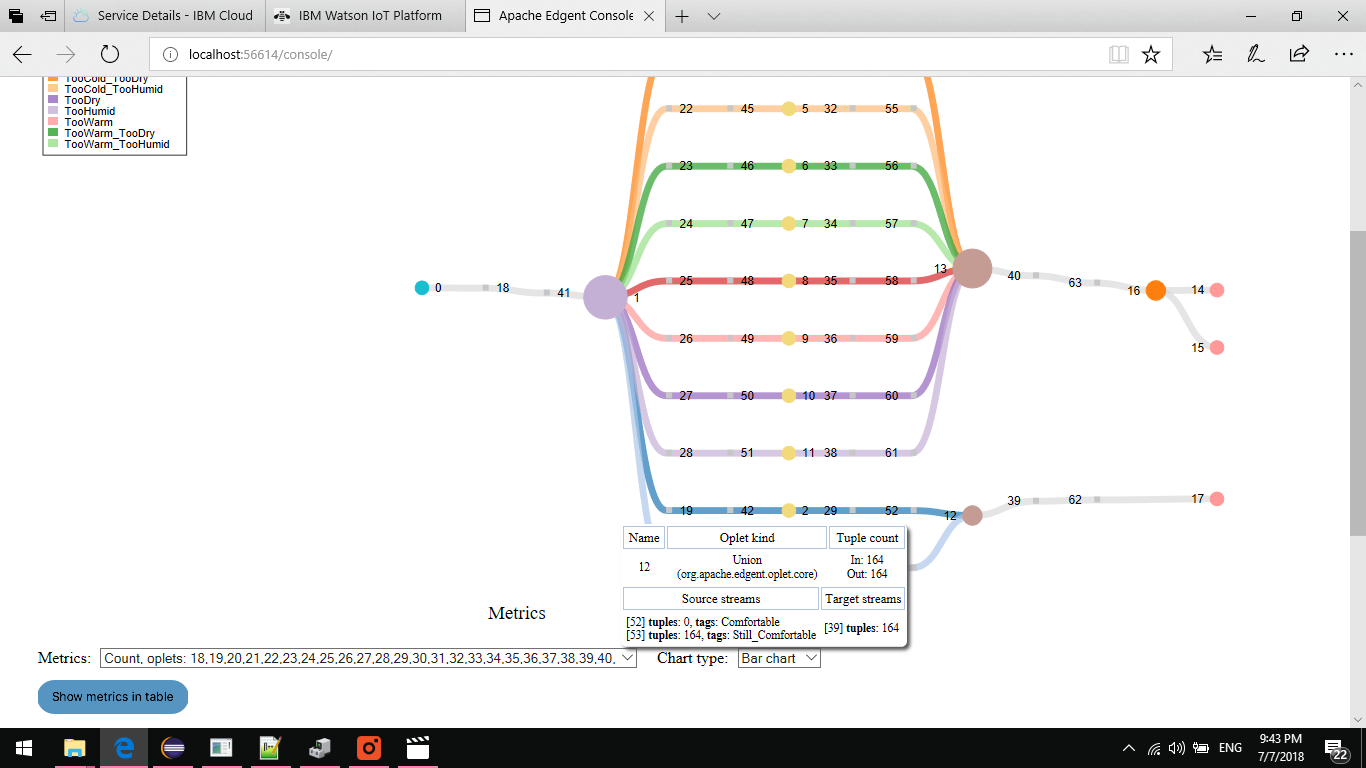 Service Details - IBM Cloud
IBM Watson IoT Platform
Apache Edgent Console
localhost:56614/console/
TooCold_TooDry
TooCold_TooHumid
TooDry
TooHumid
TooWarm
TooWarm_TooDry
TooWarm_TooHumid
22 45 5 32 55
23 46 6 33 56
24 47 7 34 57
13
40
25 48 8 35 58
63
0 18 41 1
16 14
26 49 9 36 59
15
27 50 10 37 60
28 51 11 38 61
39 62 17
19 42 2 29 52 12
Name Oplet kind Tuple count
12 Union (org.apache.edgent.oplet.core) In: 164 Out: 164
Source streams Target streams
[52] tuples: 0, tags: Comfortable
[53] tuples: 164, tags: Still_Comfortable
[39] tuples: 164
Metrics
Metrics: Count, oplets: 18,19,20,21,22,23,24,25,26,27,28,29,30,31,32,33,34,35,36,37,38,39,40,
Chart type: Bar chart
Show metrics in table
ENG
9:43 PM
7/7/2018
22